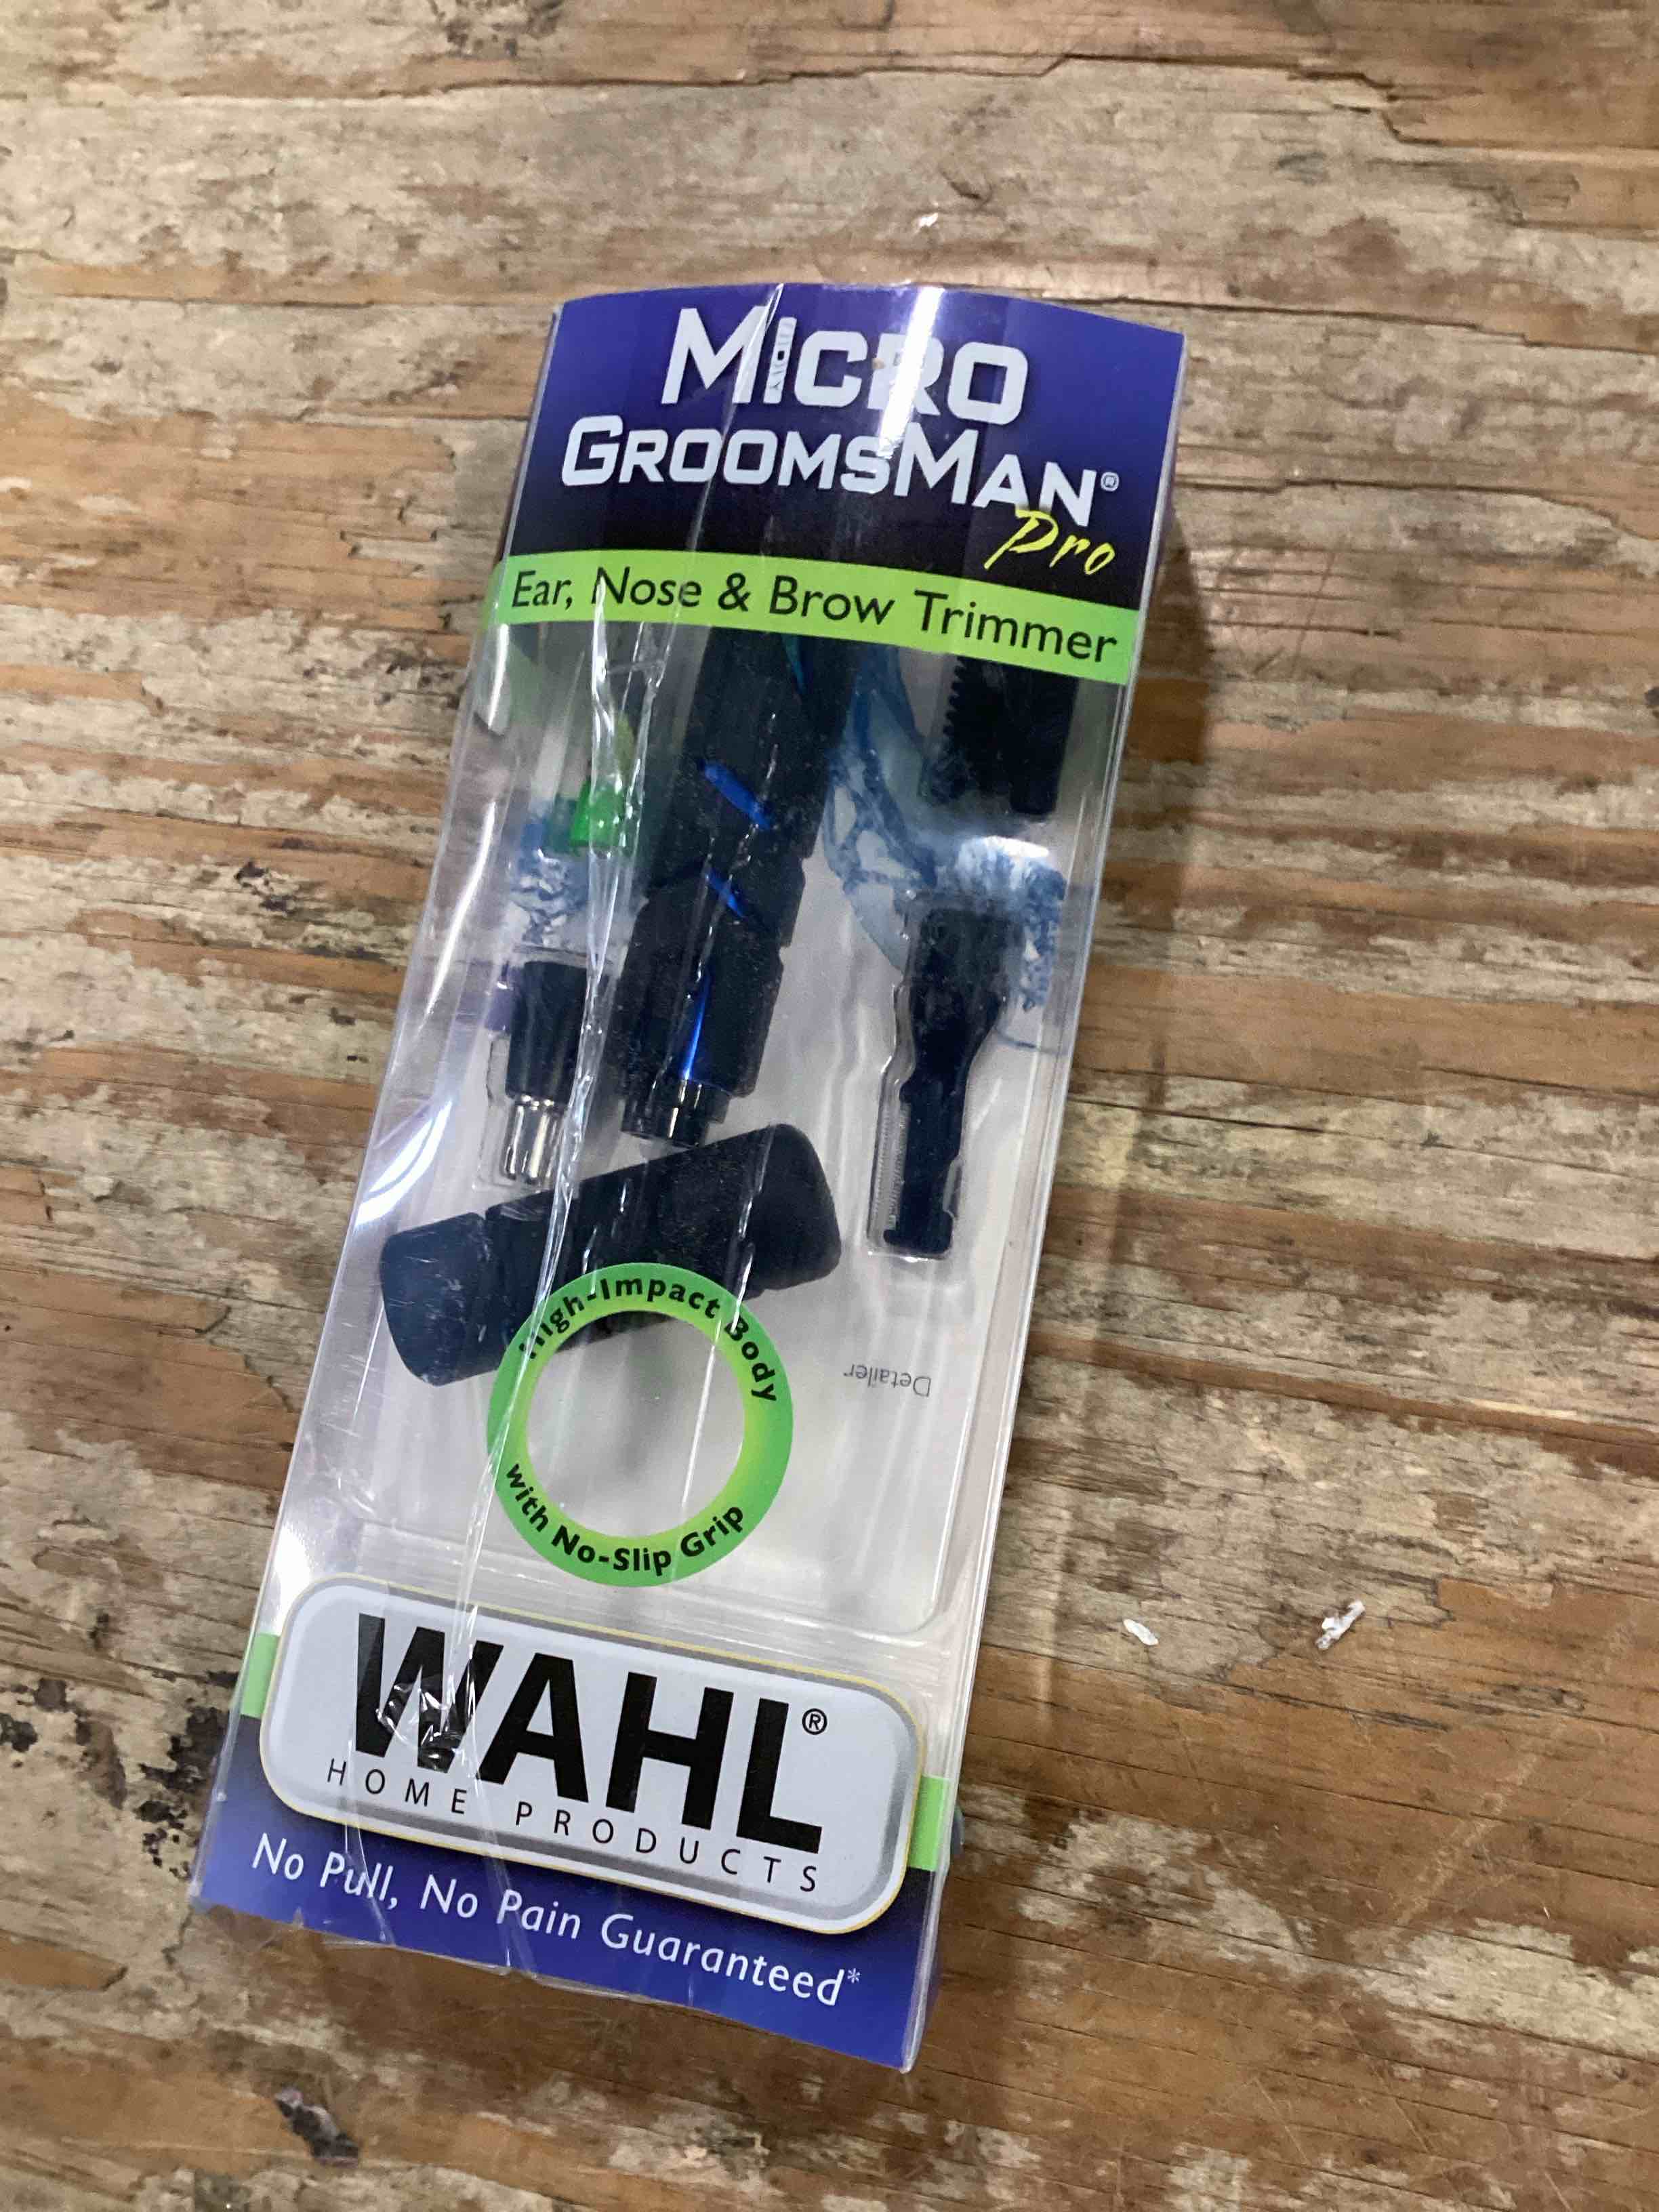 MICRO
GROOMSMAN®
Pro
Ear, Nose & Brow Trimmer
High-Impact Body
with No-Slip Grip
Detailer
WAHL®
HOME PRODUCTS
No Pull, No Pain Guaranteed*